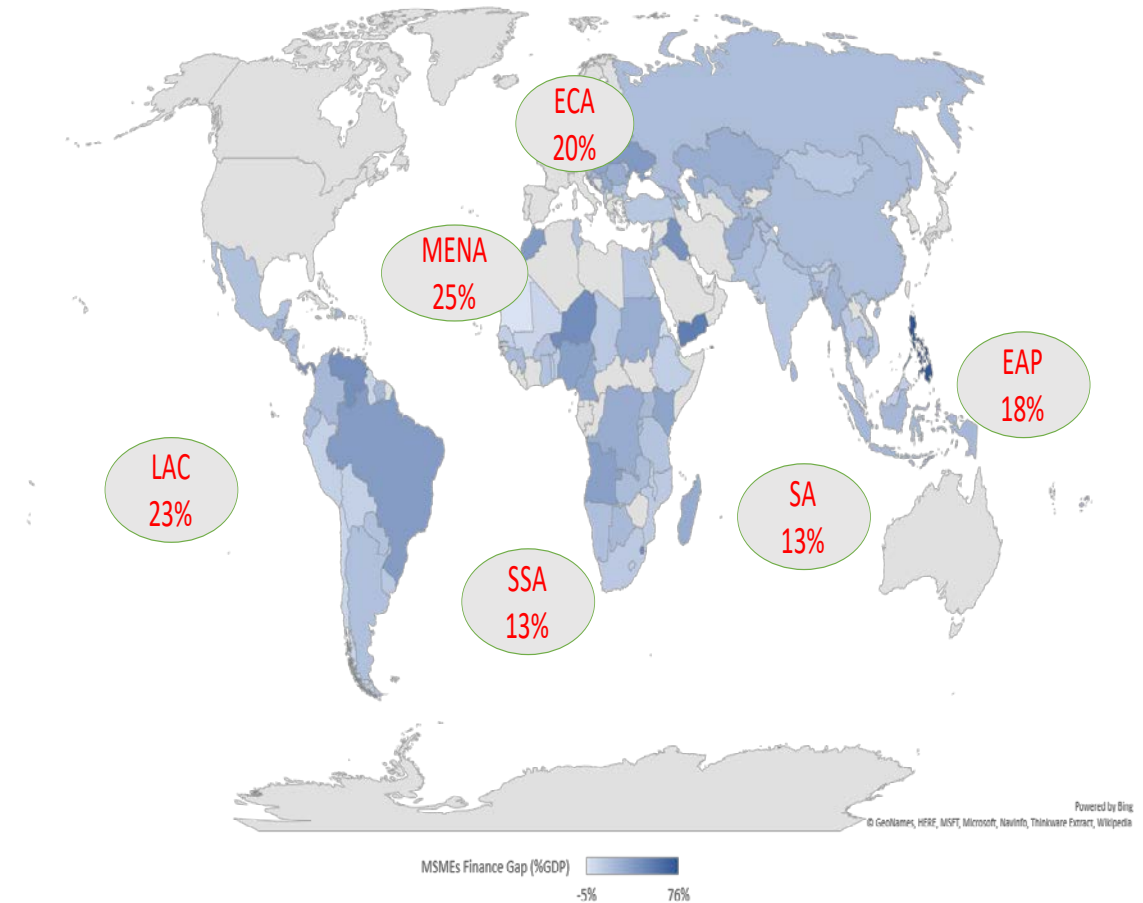 ECA
20%
MENA
25%
EAP
18%
LAC
23%
SA
13%
SSA
13%
Powered by Bing
© GeoNames, HERE, MSFT, Microsoft, NavInfo, Thinkware Extract, Wikipedia
MSMEs Finance Gap (%GDP)
-5% 76%